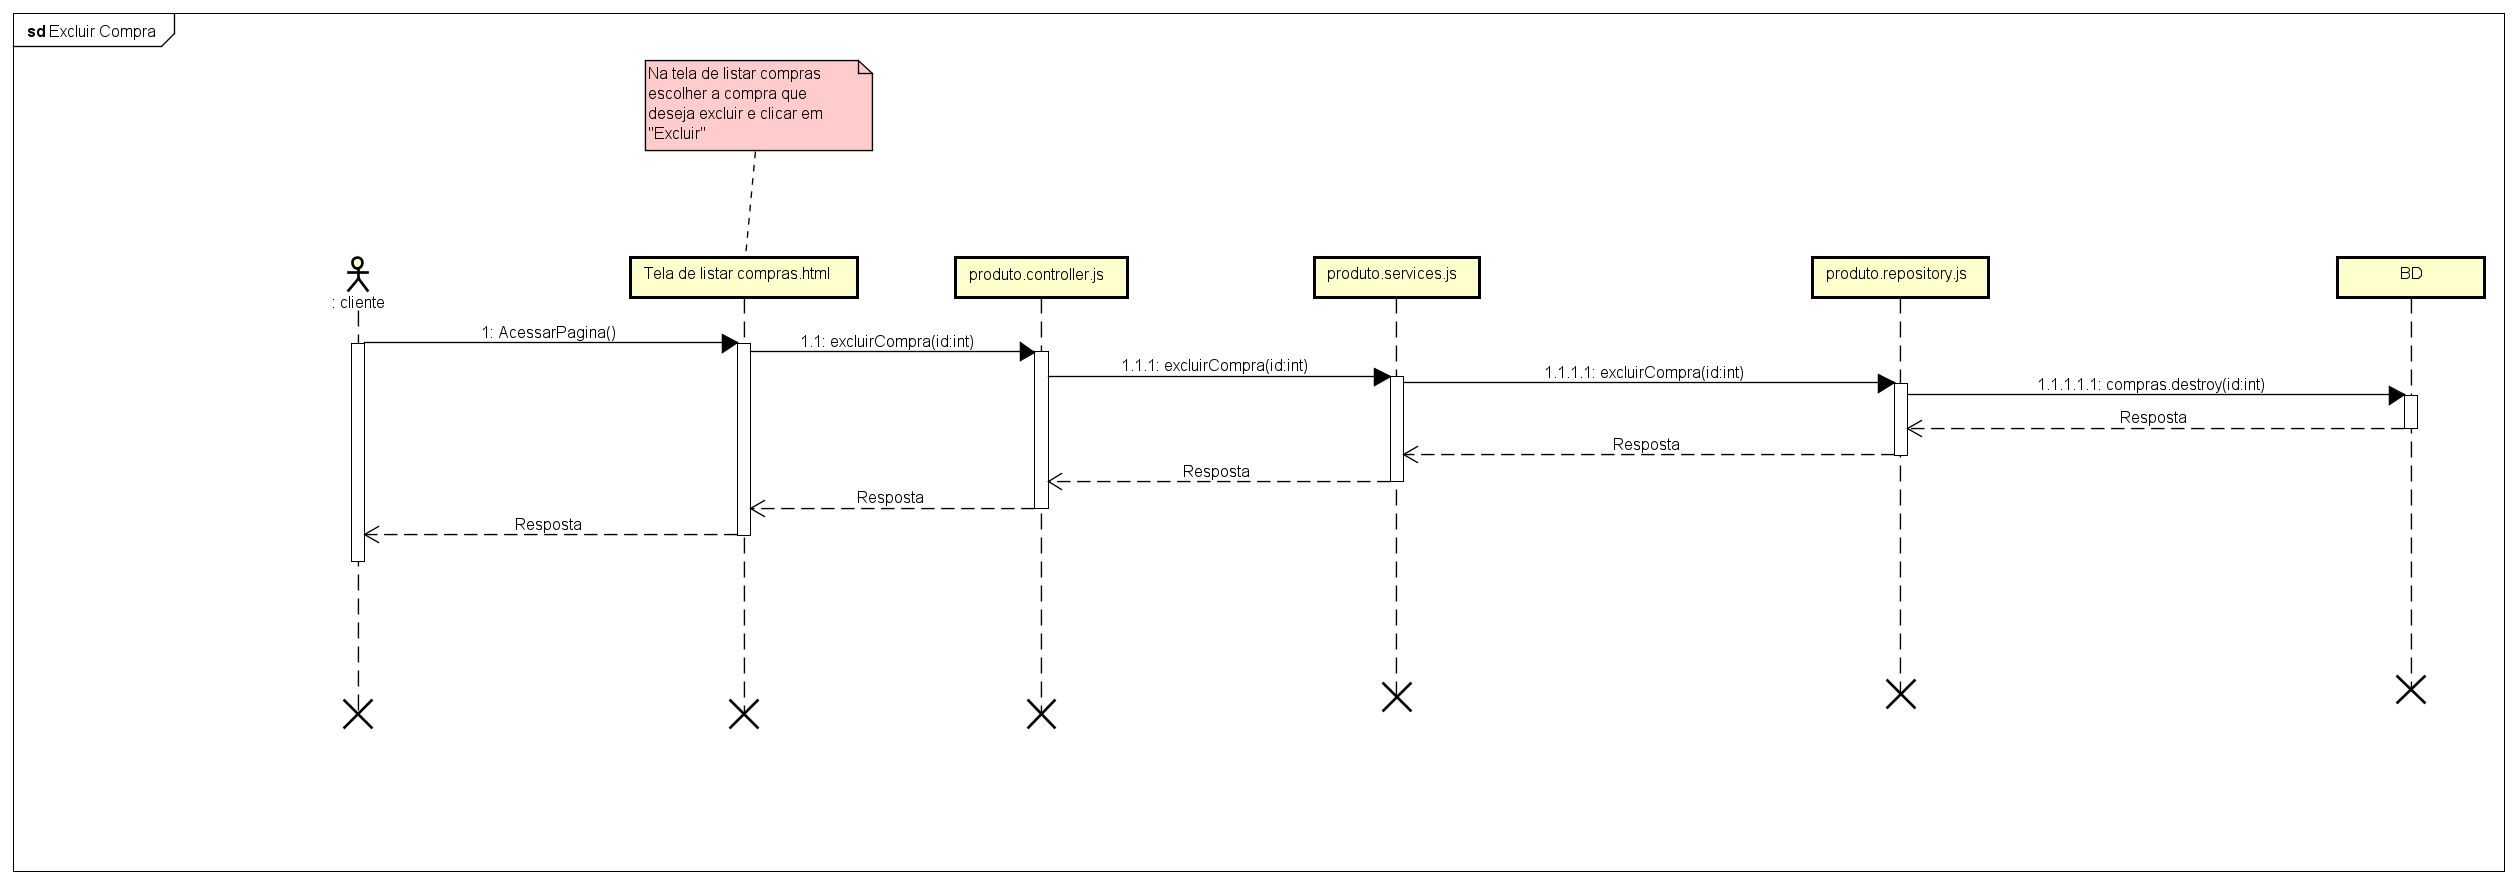 sd Excluir Compra
Na tela de listar compras
escolher a compra que
deseja excluir e clicar em
"Excluir"
: cliente
Tela de listar compras.html
produto.controller.js
produto.services.js
produto.repository.js
BD
1: AcessarPagina()
1.1: excluirCompra(id:int)
1.1.1: excluirCompra(id:int)
1.1.1.1: excluirCompra(id:int)
1.1.1.1.1: compras.destroy(id:int)
Resposta
Resposta
Resposta
Resposta
Resposta